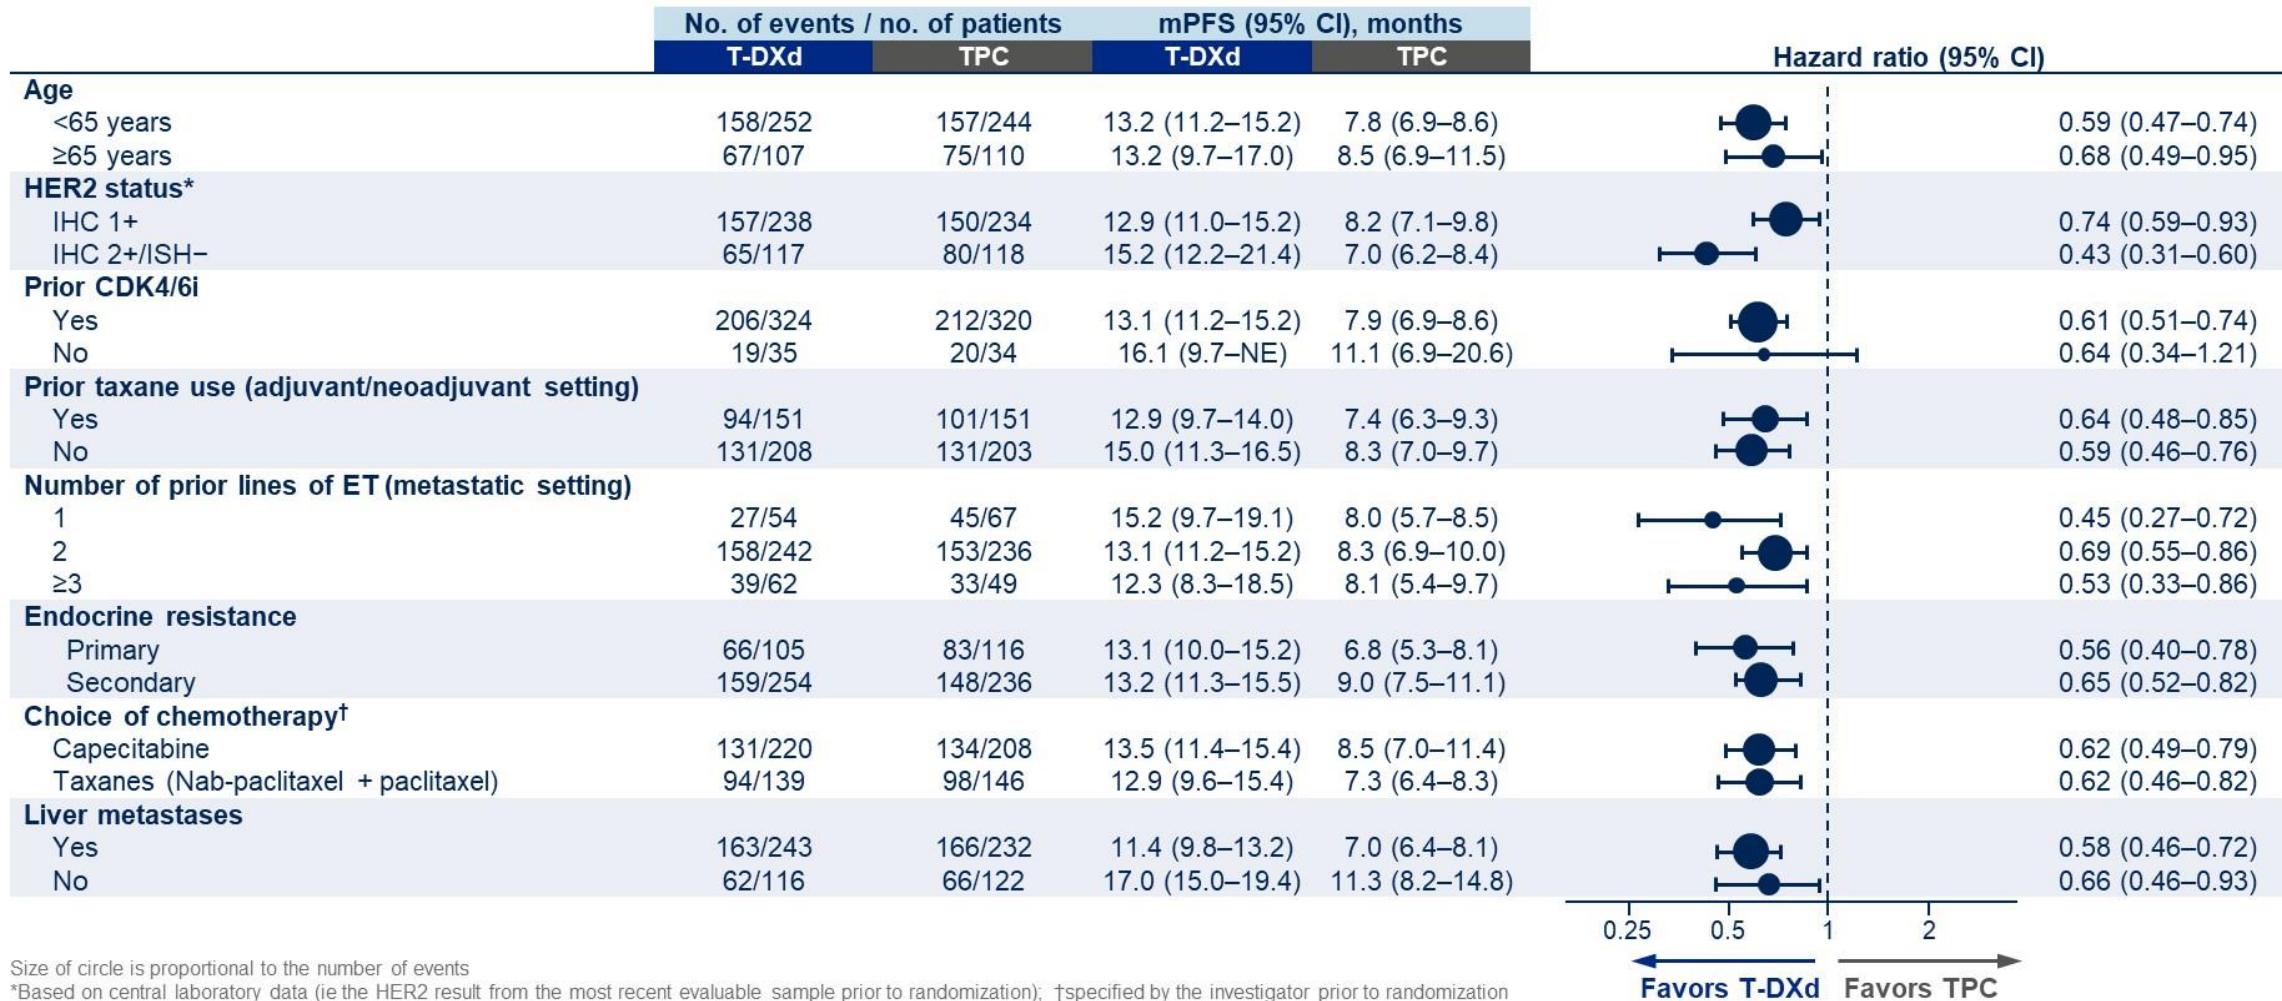 No. of events / no. of patients mPFS (95% CI), months
T-DXd TPC T-DXd TPC Hazard ratio (95% CI)
Age
<65 years 158/252 157/244 13.2 (11.2–15.2) 7.8 (6.9–8.6) 0.59 (0.47–0.74)
≥65 years 67/107 75/110 13.2 (9.7–17.0) 8.5 (6.9–11.5) 0.68 (0.49–0.95)
HER2 status*
IHC 1+ 157/238 150/234 12.9 (11.0–15.2) 8.2 (7.1–9.8) 0.74 (0.59–0.93)
IHC 2+/ISH− 65/117 80/118 15.2 (12.2–21.4) 7.0 (6.2–8.4) 0.43 (0.31–0.60)
Prior CDK4/6i
Yes 206/324 212/320 13.1 (11.2–15.2) 7.9 (6.9–8.6) 0.61 (0.51–0.74)
No 19/35 20/34 16.1 (9.7–NE) 11.1 (6.9–20.6) 0.64 (0.34–1.21)
Prior taxane use (adjuvant/neoadjuvant setting)
Yes 94/151 101/151 12.9 (9.7–14.0) 7.4 (6.3–9.3) 0.64 (0.48–0.85)
No 131/208 131/203 15.0 (11.3–16.5) 8.3 (7.0–9.7) 0.59 (0.46–0.76)
Number of prior lines of ET (metastatic setting)
1 27/54 45/67 15.2 (9.7–19.1) 8.0 (5.7–8.5) 0.45 (0.27–0.72)
2 158/242 153/236 13.1 (11.2–15.2) 8.3 (6.9–10.0) 0.69 (0.55–0.86)
≥3 39/62 33/49 12.3 (8.3–18.5) 8.1 (5.4–9.7) 0.53 (0.33–0.86)
Endocrine resistance
Primary 66/105 83/116 13.1 (10.0–15.2) 6.8 (5.3–8.1) 0.56 (0.40–0.78)
Secondary 159/254 148/236 13.2 (11.3–15.5) 9.0 (7.5–11.1) 0.65 (0.52–0.82)
Choice of chemotherapy†
Capecitabine 131/220 134/208 13.5 (11.4–15.4) 8.5 (7.0–11.4) 0.62 (0.49–0.79)
Taxanes (Nab-paclitaxel + paclitaxel) 94/139 98/146 12.9 (9.6–15.4) 7.3 (6.4–8.3) 0.62 (0.46–0.82)
Liver metastases
Yes 163/243 166/232 11.4 (9.8–13.2) 7.0 (6.4–8.1) 0.58 (0.46–0.72)
No 62/116 66/122 17.0 (15.0–19.4) 11.3 (8.2–14.8) 0.66 (0.46–0.93)
0.25 0.5 1 2
Favors T-DXd Favors TPC
Size of circle is proportional to the number of events
*Based on central laboratory data (ie the HER2 result from the most recent evaluable sample prior to randomization); †specified by the investigator prior to randomization